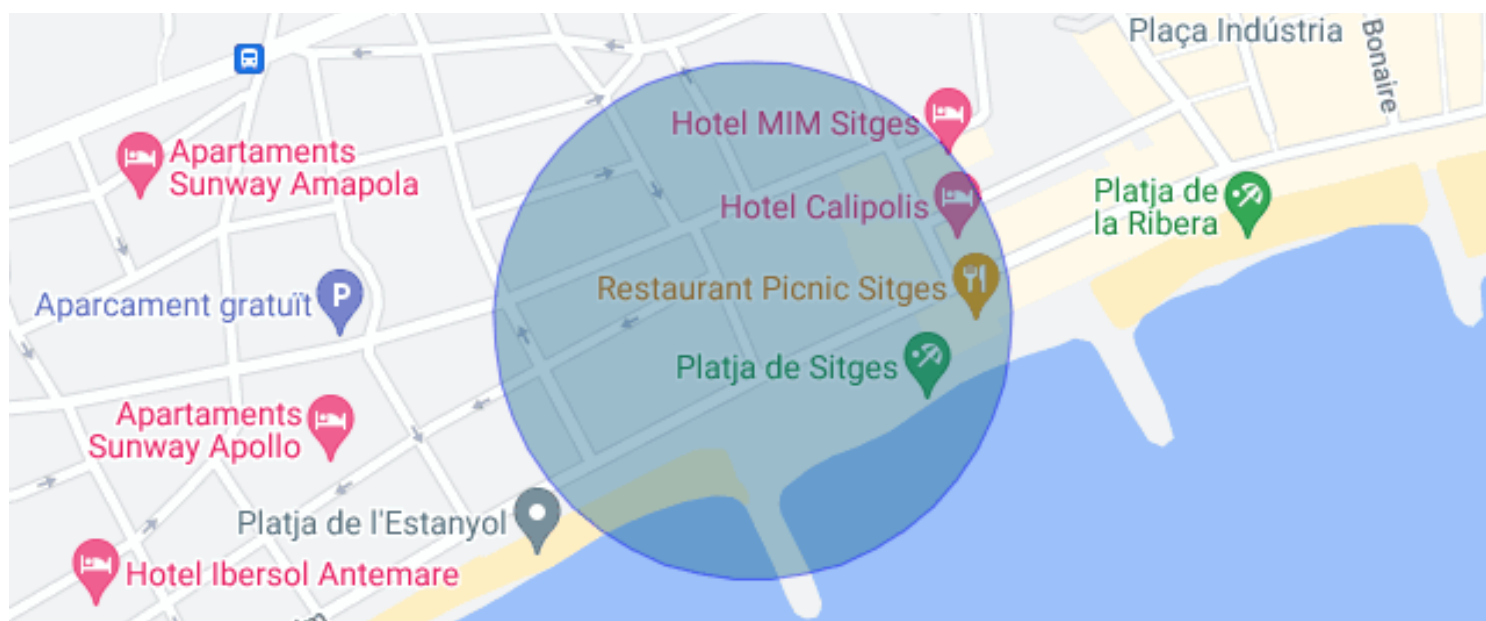 Plaça Indústria
Bonaire
Hotel MIM Sitges
Apartaments
Sunway Amapola
Hotel Calipolis
Platja de
la Ribera
Restaurant Picnic Sitges
P
Aparcament gratuït
Platja de Sitges
Apartaments
Sunway Apollo
Platja de l'Estanyol
Hotel Ibersol Antemare